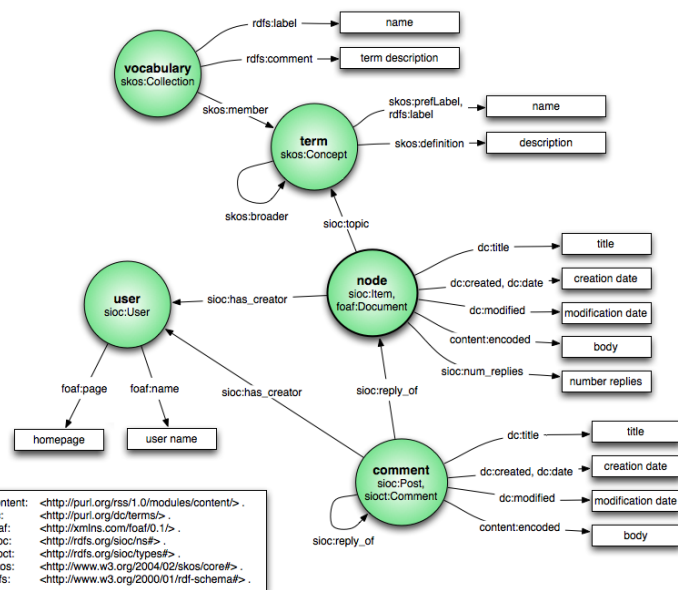 rdfs:label
name
vocabulary
skos:Collection
rdfs:comment
term description
skos:member
skos:prefLabel,
rdfs:label
name
term
skos:Concept
skos:definition
description
skos:broader
sioc:topic
dc:title
title
node
sioc:Item,
foaf:Document
dc:created, dc:date
creation date
user
sioc:User
sioc:has_creator
dc:modified
modification date
content:encoded
body
sioc:num_replies
number replies
foaf:page
foaf:name
sioc:has_creator
sioc:reply_of
homepage
user name
dc:title
title
comment
sioc:Post,
sioct:Comment
dc:created, dc:date
creation date
dc:modified
modification date
sioc:reply_of
content:encoded
body
ontent: <http://purl.org/rss/1.0/modules/content/> .
: <http://purl.org/dc/terms/> .
af: <http://xmlns.com/foaf/0.1/> .
oc: <http://rdfs.org/sioc/ns#> .
oct: <http://rdfs.org/sioc/types#> .
os: <http://www.w3.org/2004/02/skos/core#> .
fs: <http://www.w3.org/2000/01/rdf-schema#> .